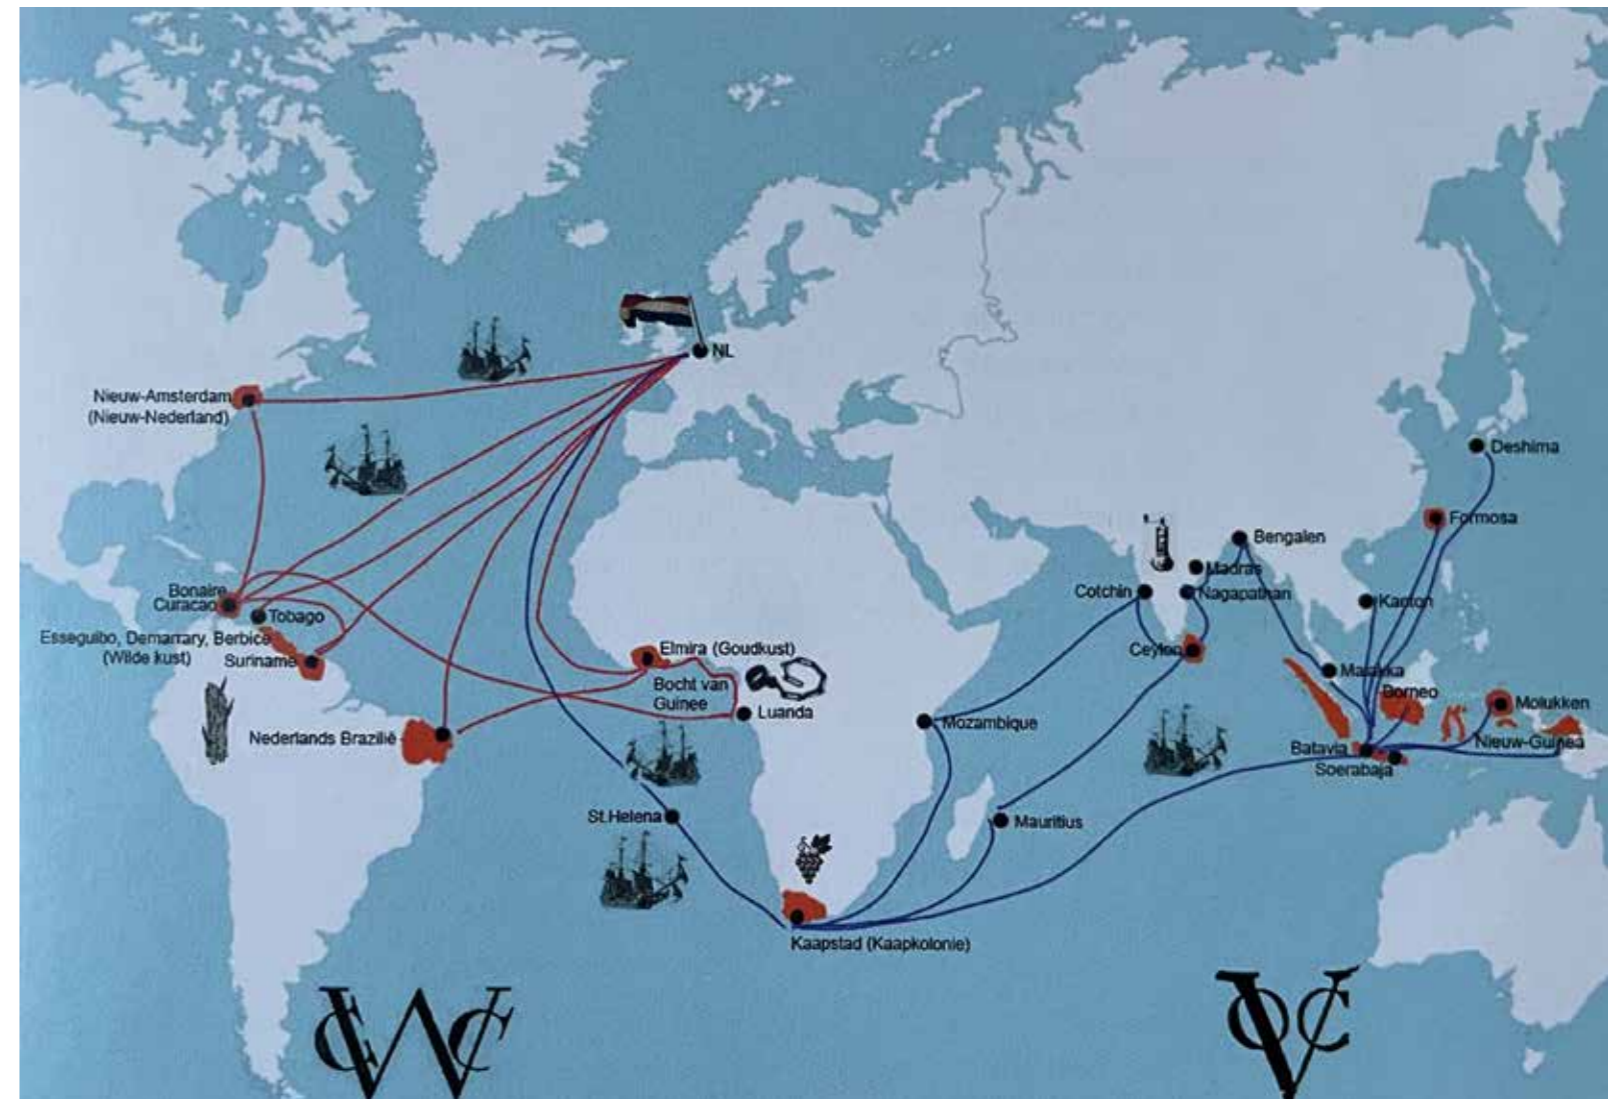 NL
Nieuw-Amsterdam
(Nieuw-Nederland)
Deshima
Formosa
Bengalen
Madras
Cotchin
Nagapathan
Kanton
Bonaire
Curacao
Tobago
Esseguibo, Demarrary, Berbice
(Wilde kust)
Suriname
Elmira (Goudkust)
Bocht van
Guinee
Luanda
Ceylon
Malakka
Borneo
Molukken
Nederlands Brazilië
Mozambique
Batavia
Nieuw-Guinea
Soerabaja
St.Helena
Mauritius
Kaapstad (Kaapkolonie)
GWC
VOC